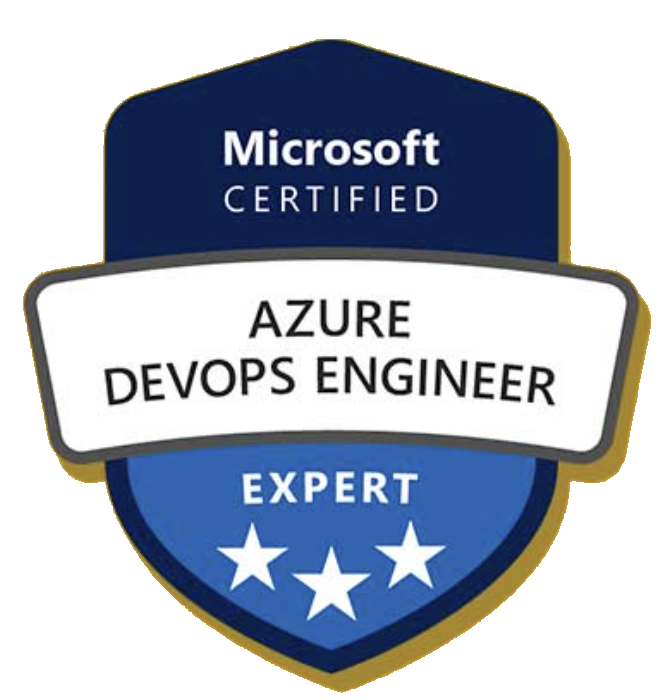 Microsoft
CERTIFIED
AZURE
DEVOPS ENGINEER
EXPERT